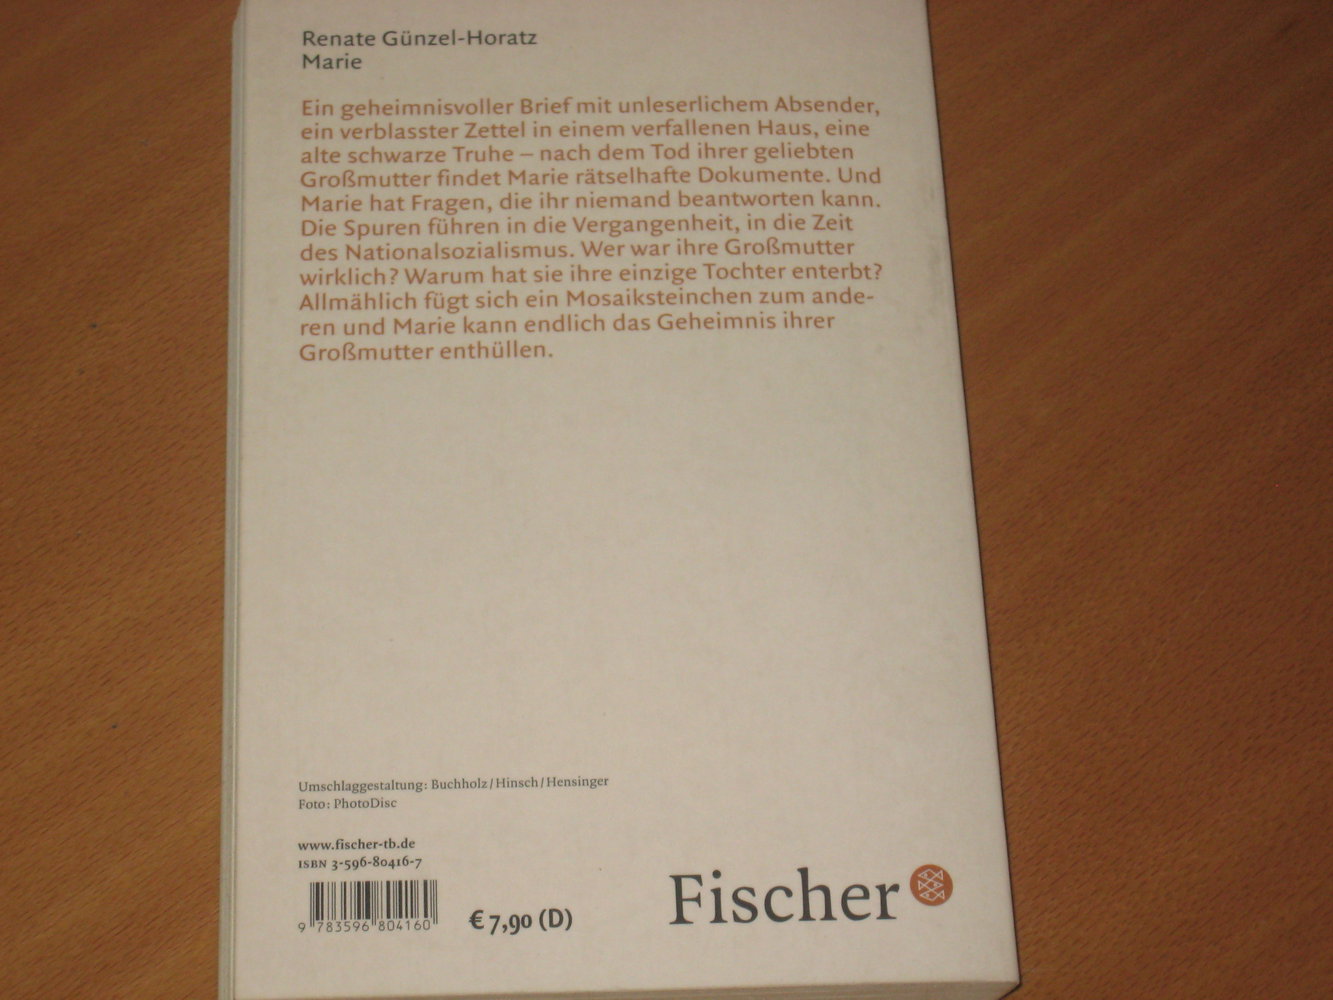 Renate Günzel-Horatz
Marie
Ein geheimnisvoller Brief mit unleserlichem Absender,
ein verblasster Zettel in einem verfallenen Haus, eine
alte schwarze Truhe – nach dem Tod ihrer geliebten
Großmutter findet Marie rätselhafte Dokumente. Und
Marie hat Fragen, die ihr niemand beantworten kann.
Die Spuren führen in die Vergangenheit, in die Zeit
des Nationalsozialismus. Wer war ihre Großmutter
wirklich? Warum hat sie ihre einzige Tochter enterbt?
Allmählich fügt sich ein Mosaiksteinchen zum ande-
ren und Marie kann endlich das Geheimnis ihrer
Großmutter enthüllen.
Umschlaggestaltung: Buchholz/Hinsch/Hensinger
Foto: PhotoDisc
www.fischer-tb.de
ISBN 3-596-80416-7
9 783596 804160
€ 7,90 (D)
Fischer